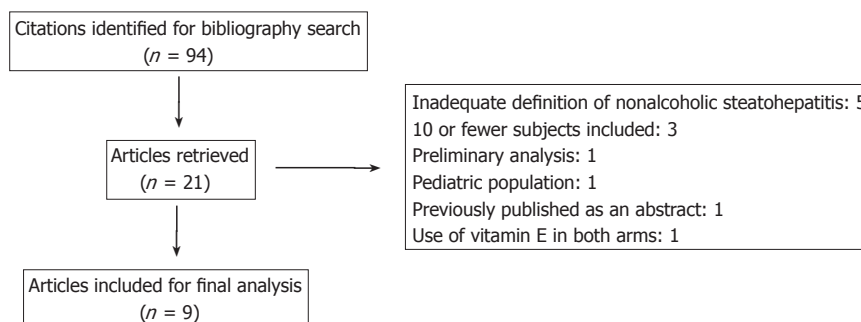 Citations identified for bibliography search
(n = 94)
Articles retrieved
(n = 21)
Inadequate definition of nonalcoholic steatohepatitis: 5
10 or fewer subjects included: 3
Preliminary analysis: 1
Pediatric population: 1
Previously published as an abstract: 1
Use of vitamin E in both arms: 1
Articles included for final analysis
(n = 9)